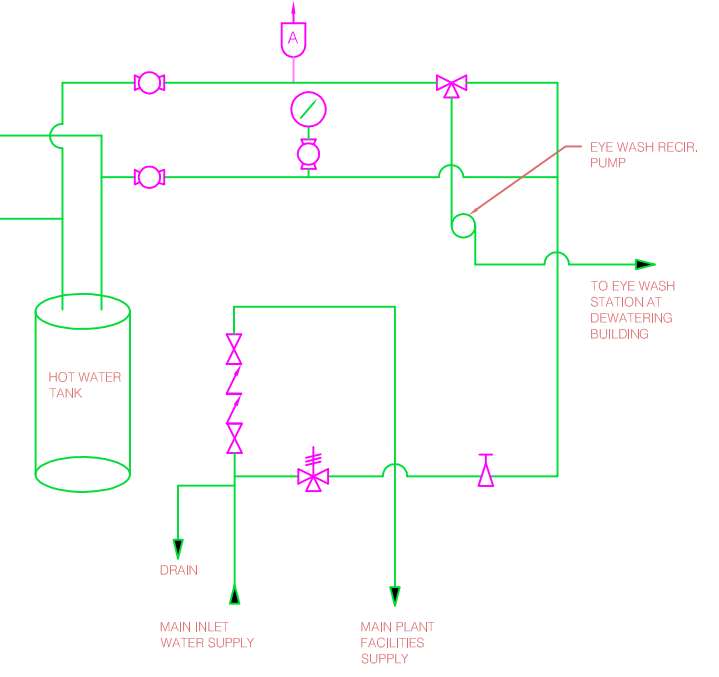 A
EYE WASH RECIR.
PUMP
TO EYE WASH
STATION AT
DEWATERING
BUILDING
HOT WATER
TANK
DRAIN
MAIN INLET
WATER SUPPLY
MAIN PLANT
FACILITIES
SUPPLY